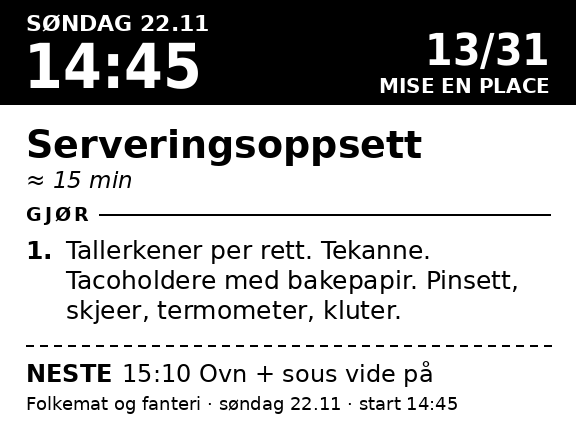 SØNDAG 22.11
14:45
13/31
MISE EN PLACE
Serveringsoppsett
≈ 15 min
GJØR
1. Tallerkener per rett. Tekanne.
Tacoholdere med bakepapir. Pinsett,
skjeer, termometer, kluter.
NESTE 15:10 Ovn + sous vide på
Folkemat og fanteri · søndag 22.11 · start 14:45